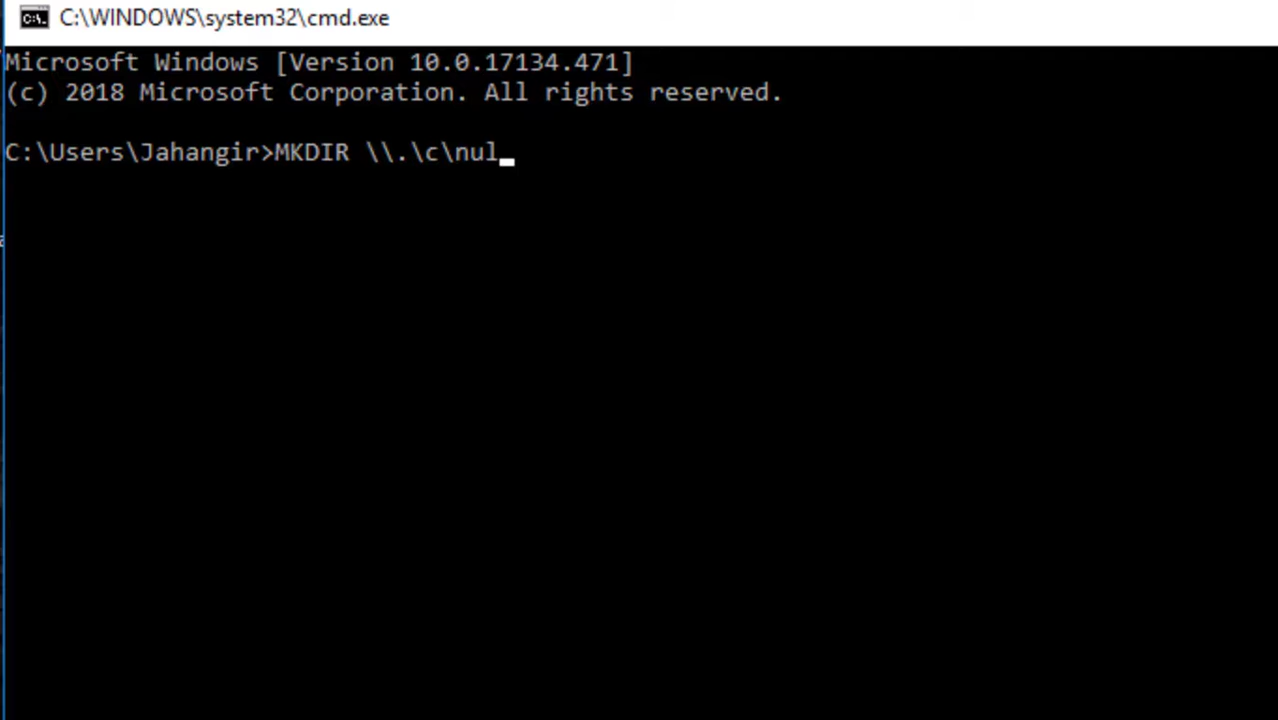 C:\WINDOWS\system32\cmd.exe
Microsoft Windows [Version 10.0.17134.471]
(c) 2018 Microsoft Corporation. All rights reserved.
C:\Users\Jahangir>MKDIR \\.\c\nul